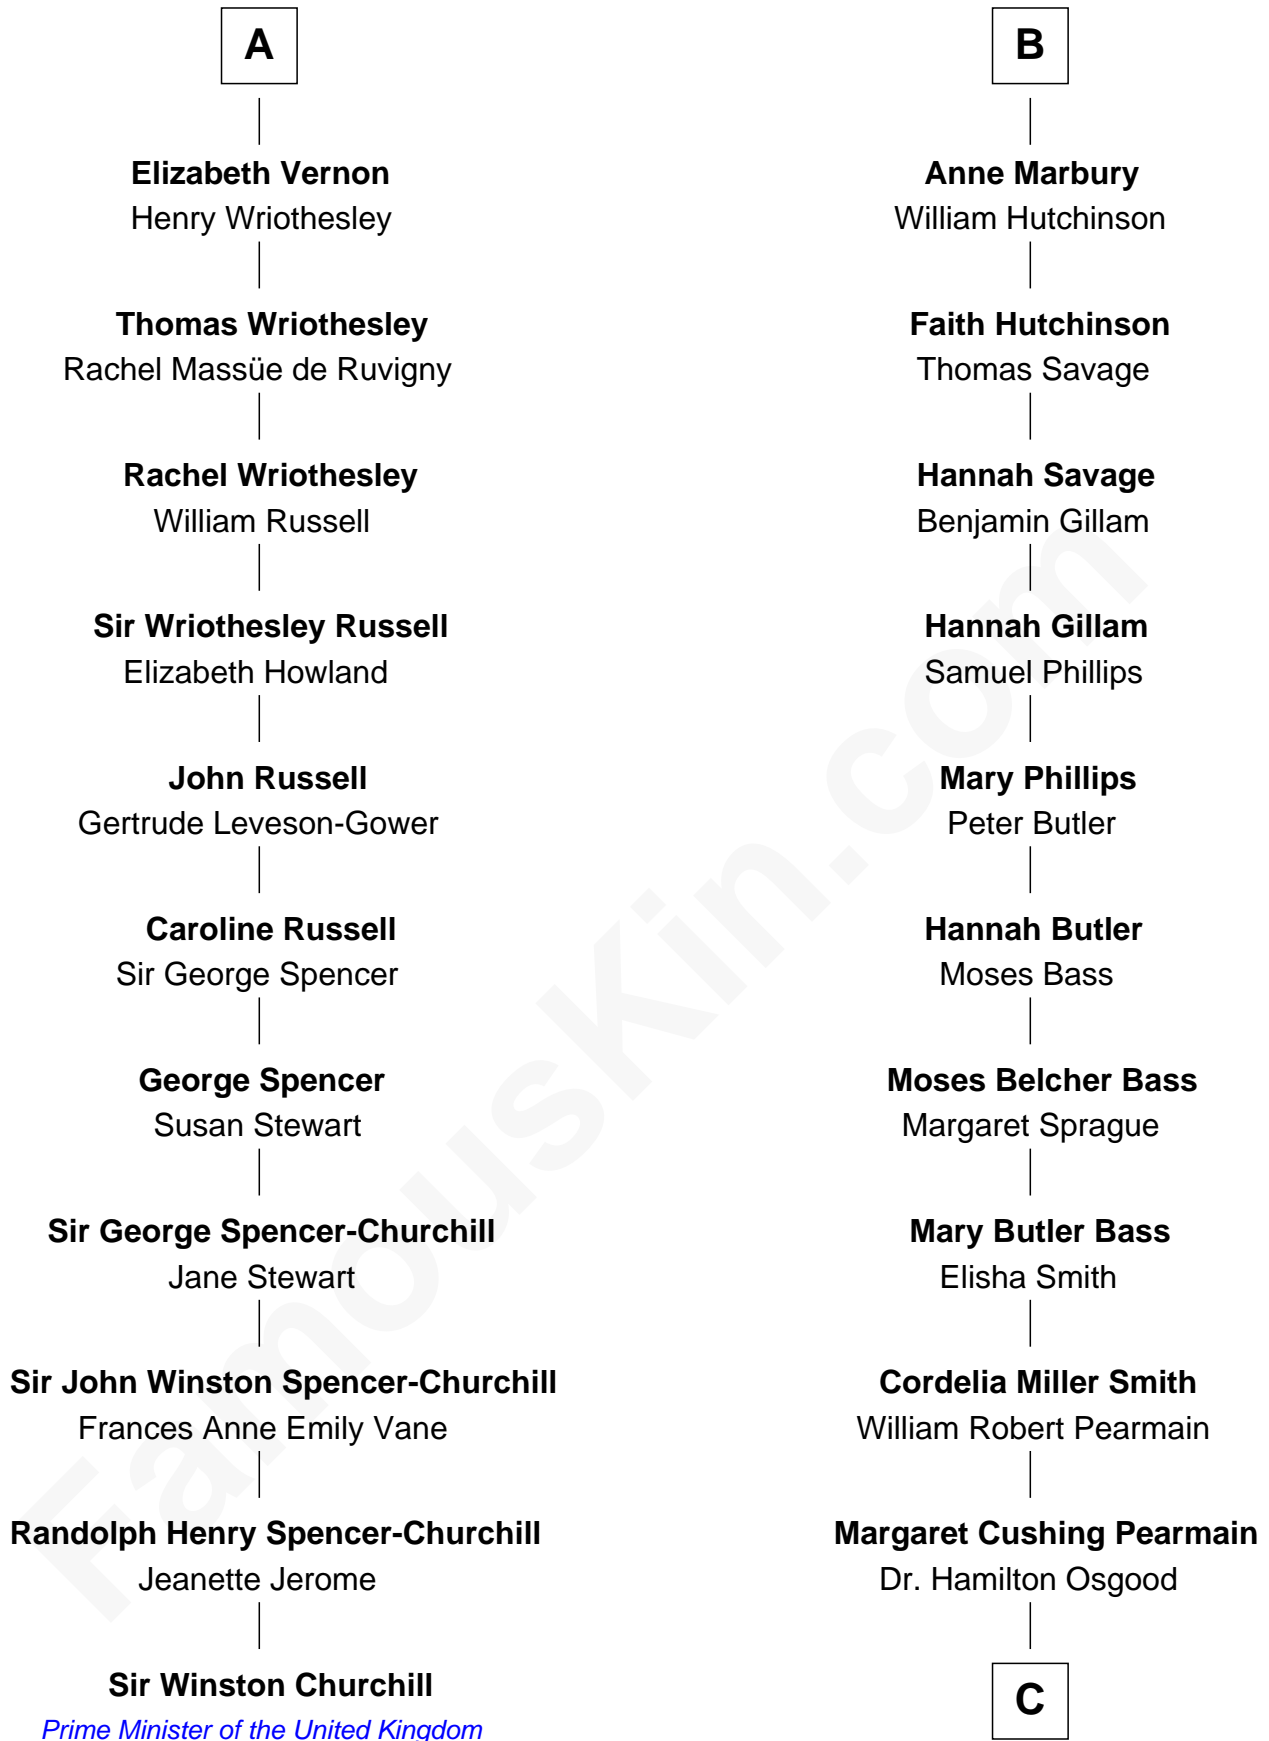 A
Elizabeth Vernon
Henry Wriothesley
Thomas Wriothesley
Rachel Massüe de Ruvigny
Rachel Wriothesley
William Russell
Sir Wriothesley Russell
Elizabeth Howland
John Russell
Gertrude Leveson-Gower
Caroline Russell
Sir George Spencer
George Spencer
Susan Stewart
Sir George Spencer-Churchill
Jane Stewart
Sir John Winston Spencer-Churchill
Frances Anne Emily Vane
Randolph Henry Spencer-Churchill
Jeanette Jerome
Sir Winston Churchill
Prime Minister of the United Kingdom
B
Anne Marbury
William Hutchinson
Faith Hutchinson
Thomas Savage
Hannah Savage
Benjamin Gillam
Hannah Gillam
Samuel Phillips
Mary Phillips
Peter Butler
Hannah Butler
Moses Bass
Moses Belcher Bass
Margaret Sprague
Mary Butler Bass
Elisha Smith
Cordelia Miller Smith
William Robert Pearmain
Margaret Cushing Pearmain
Dr. Hamilton Osgood
C
FamousKin.com